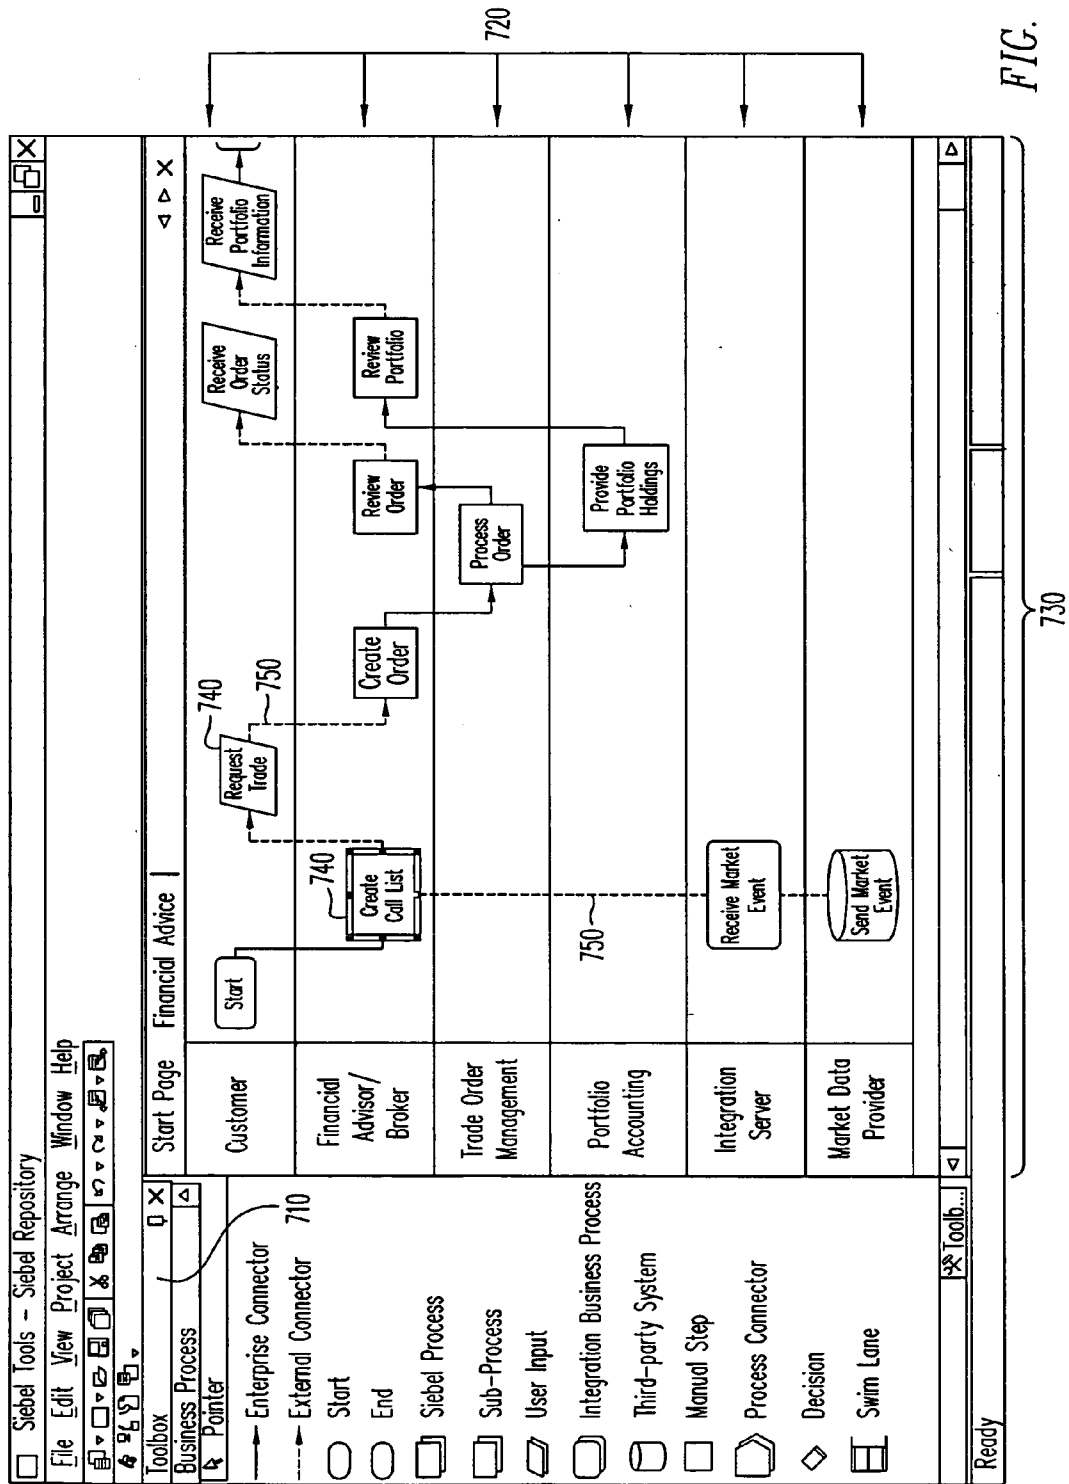 Siebel Tools – Siebel Repository
File Edit View Project Arrange Window Help
Toolbox
Business Process
Pointer
Enterprise Connector
External Connector
Start
End
Siebel Process
Sub-Process
User Input
Integration Business Process
Third-party System
Manual Step
Process Connector
Decision
Swim Lane
Toolb...
Ready
710
Start Page
Financial Advice
Customer
Financial
Advisor/
Broker
Trade Order
Management
Portfolio
Accounting
Integration
Server
Market Data
Provider
Start
Request
Trade
740
750
Receive
Order
Status
Receive
Portfolio
Information
Create
Call List
740
Create
Order
Review
Order
Review
Portfolio
Process
Order
Provide
Portfolio
Holdings
750
Receive Market
Event
Send Market
Event
720
730
FIG.